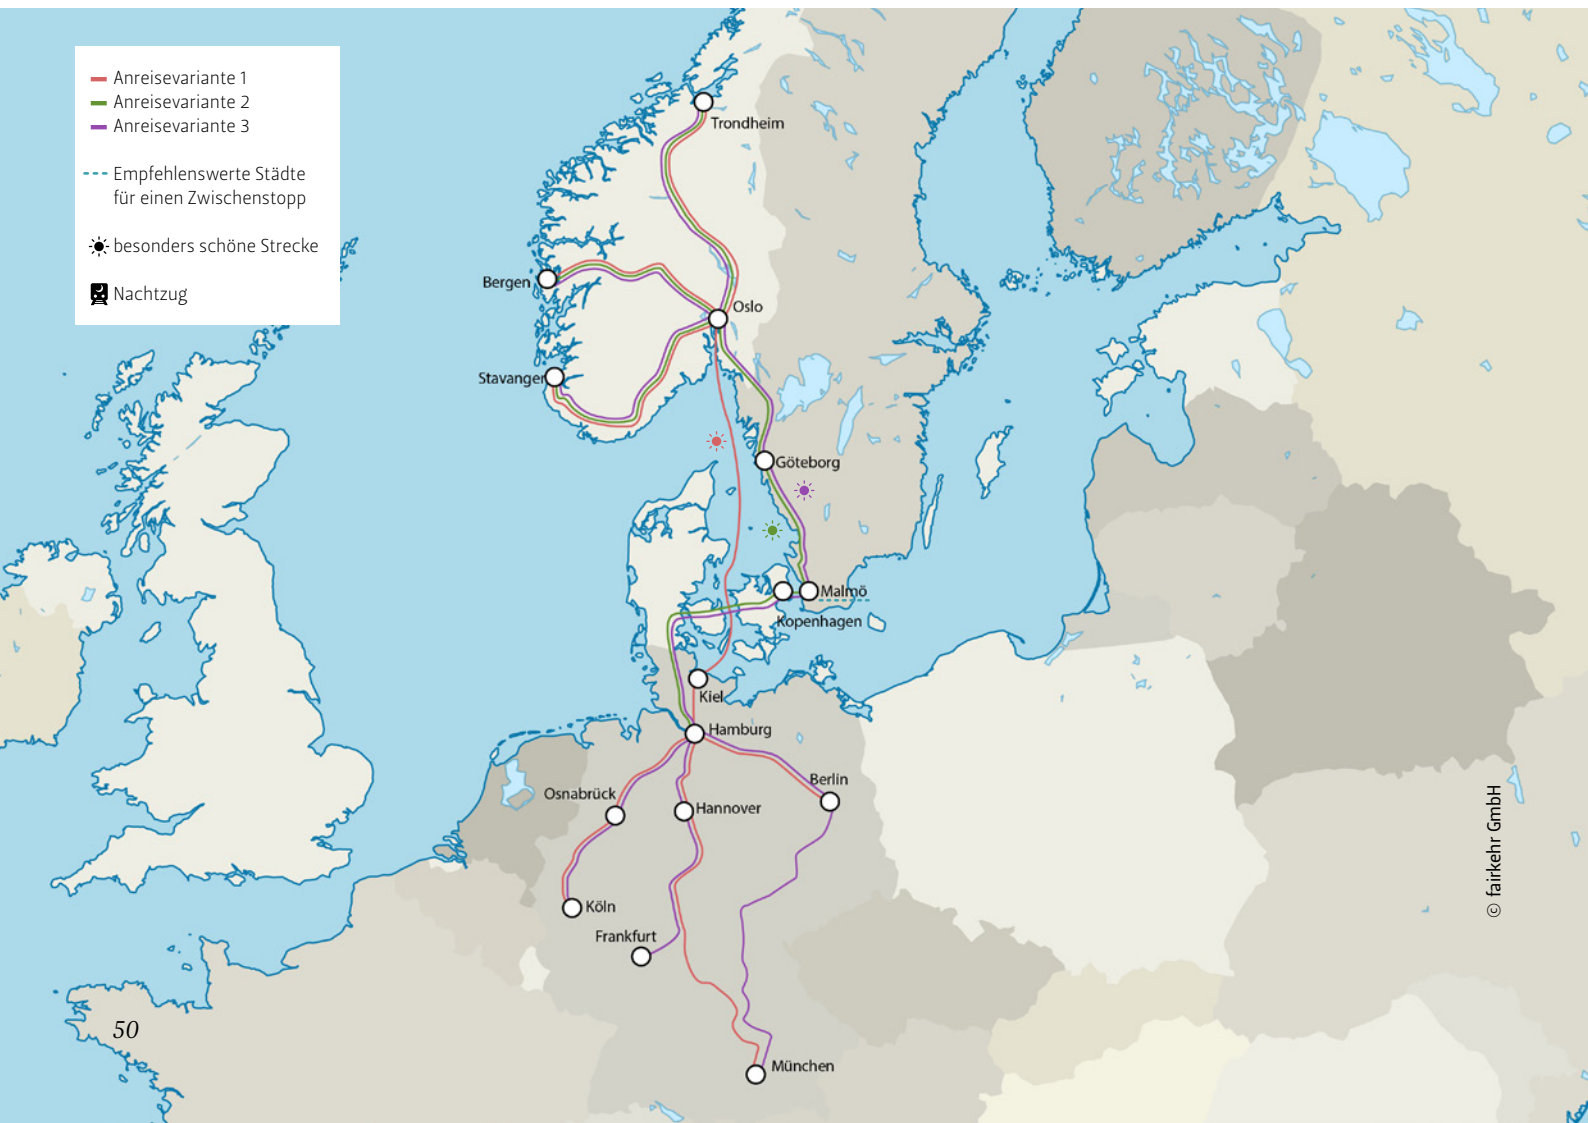 Anreisevariante 1
Anreisevariante 2
Anreisevariante 3
Empfehlenswerte Städte
für einen Zwischenstopp
besonders schöne Strecke
Nachtzug
Trondheim
Bergen
Oslo
Stavanger
Göteborg
Malmö
Kopenhagen
Kiel
Hamburg
Berlin
Osnabrück
Hannover
Köln
Frankfurt
München
© fairkehr GmbH
50